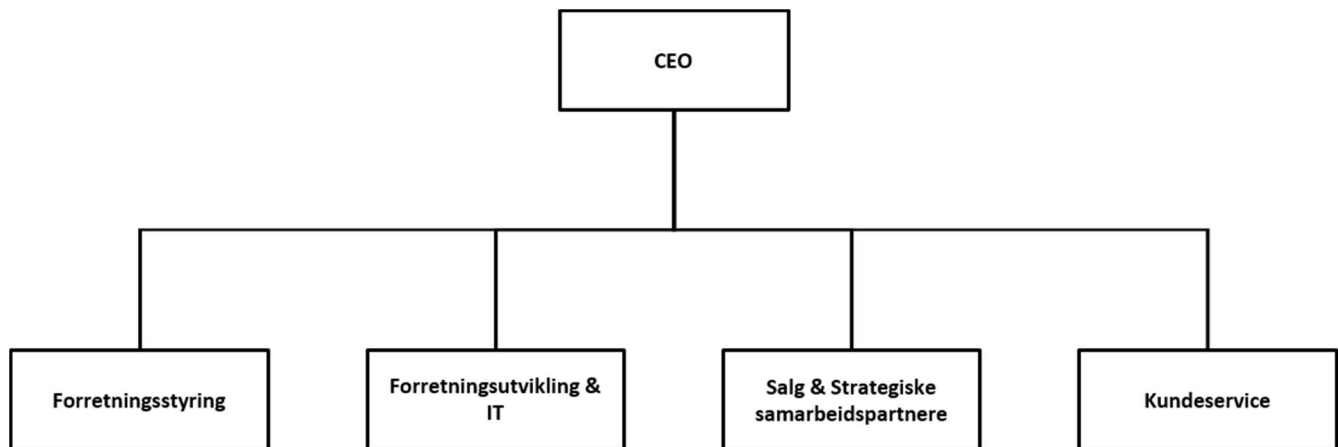 CEO
Forretningsstyring
Forretningsutvikling &
IT
Salg & Strategiske
samarbeidspartnere
Kundeservice